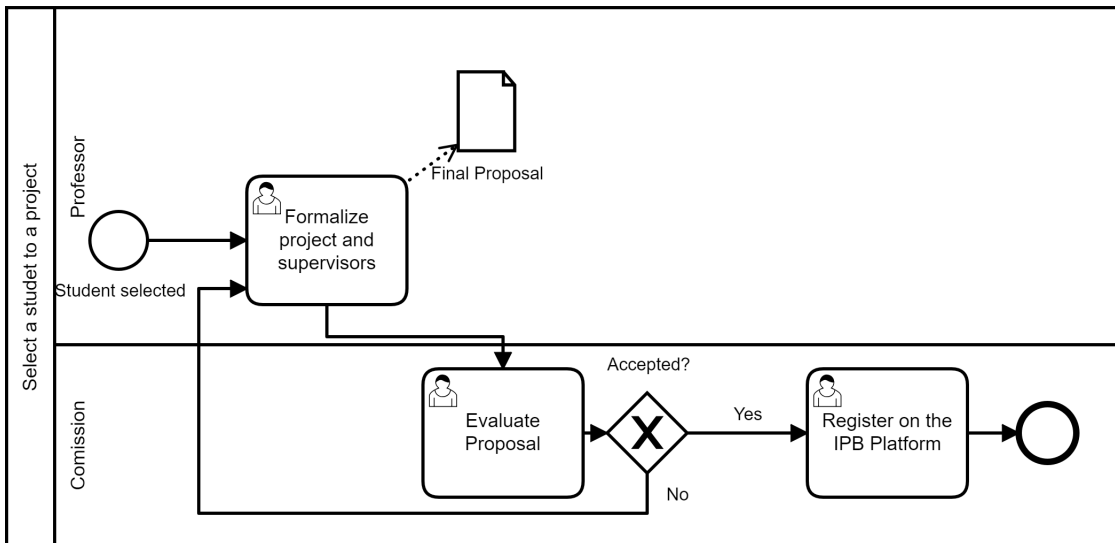 Select a studet to a project
Professor
Student selected
Formalize
project and
supervisors
Final Proposal
Comission
Evaluate
Proposal
Accepted?
Yes
No
Register on the
IPB Platform